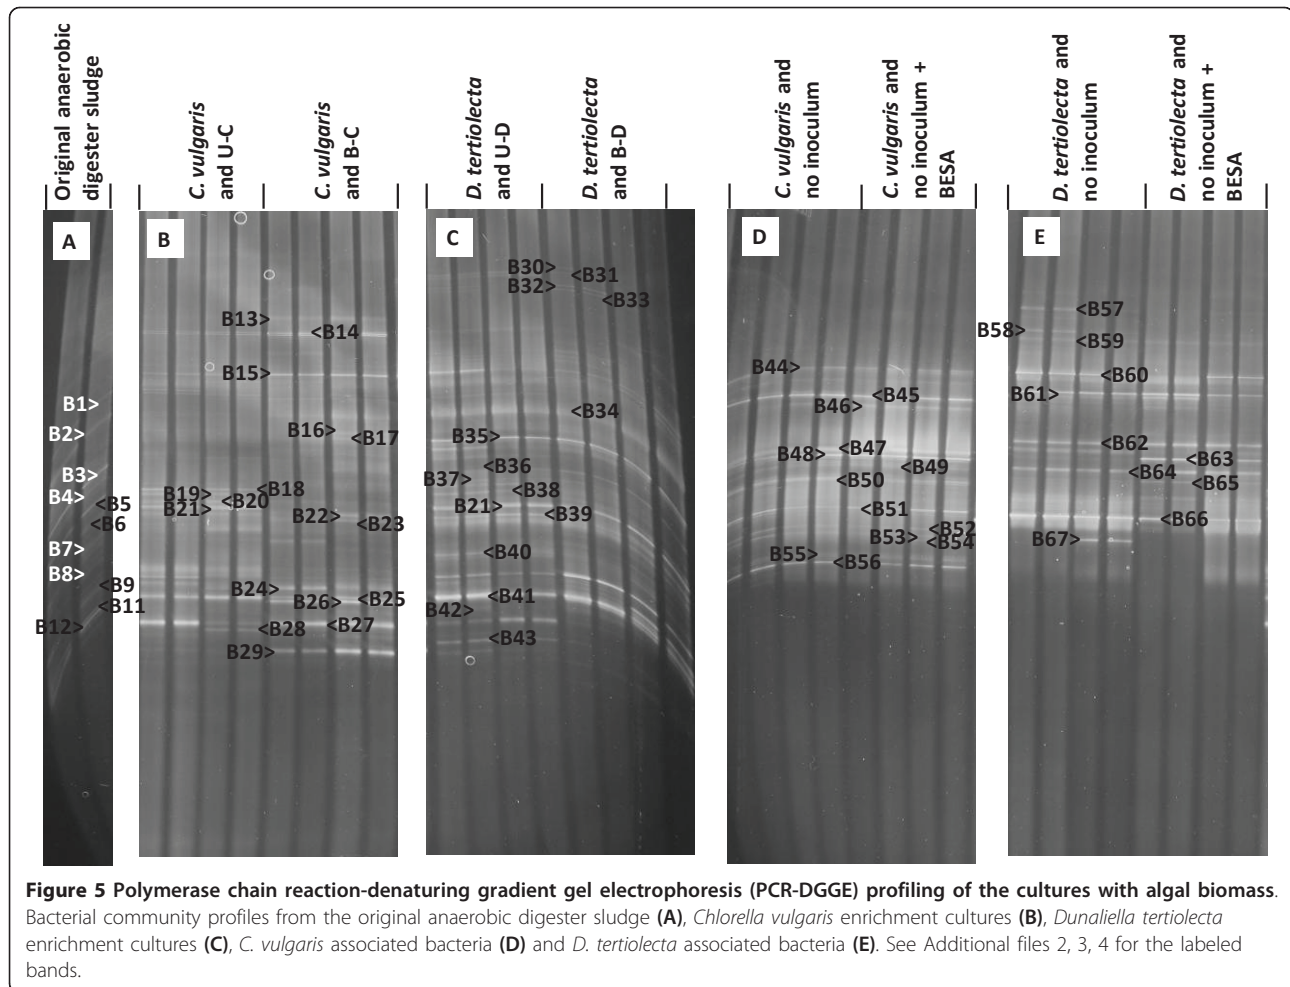 Original anaerobic
digester sludge
C. vulgaris
and U-C
C. vulgaris
and B-C
D. tertiolecta
and U-D
D. tertiolecta
and B-D
C. vulgaris and
no inoculum
C. vulgaris and
no inoculum +
BESA
D. tertiolecta and
no inoculum
D. tertiolecta and
no inoculum +
BESA
A
B1>
B2>
B3>
B4>
<B5
<B6
B7>
B8>
<B9
<B11
B12>
B
B13>
<B14
B15>
B16>
<B17
<B18
B19>
<B20
B21>
B22>
<B23
B24>
<B25
B26>
<B27
<B28
B29>
C
B30>
<B31
B32>
<B33
<B34
B35>
<B36
B37>
<B38
B21>
<B39
<B40
<B41
B42>
<B43
D
B44>
<B45
B46>
<B47
B48>
<B49
<B50
<B51
<B52
B53>
<B54
B55>
<B56
E
<B57
B58>
<B59
<B60
B61>
<B62
<B63
<B64
<B65
<B66
B67>
Figure 5 Polymerase chain reaction-denaturing gradient gel electrophoresis (PCR-DGGE) profiling of the cultures with algal biomass.
Bacterial community profiles from the original anaerobic digester sludge (A), Chlorella vulgaris enrichment cultures (B), Dunaliella tertiolecta
enrichment cultures (C), C. vulgaris associated bacteria (D) and D. tertiolecta associated bacteria (E). See Additional files 2, 3, 4 for the labeled
bands.